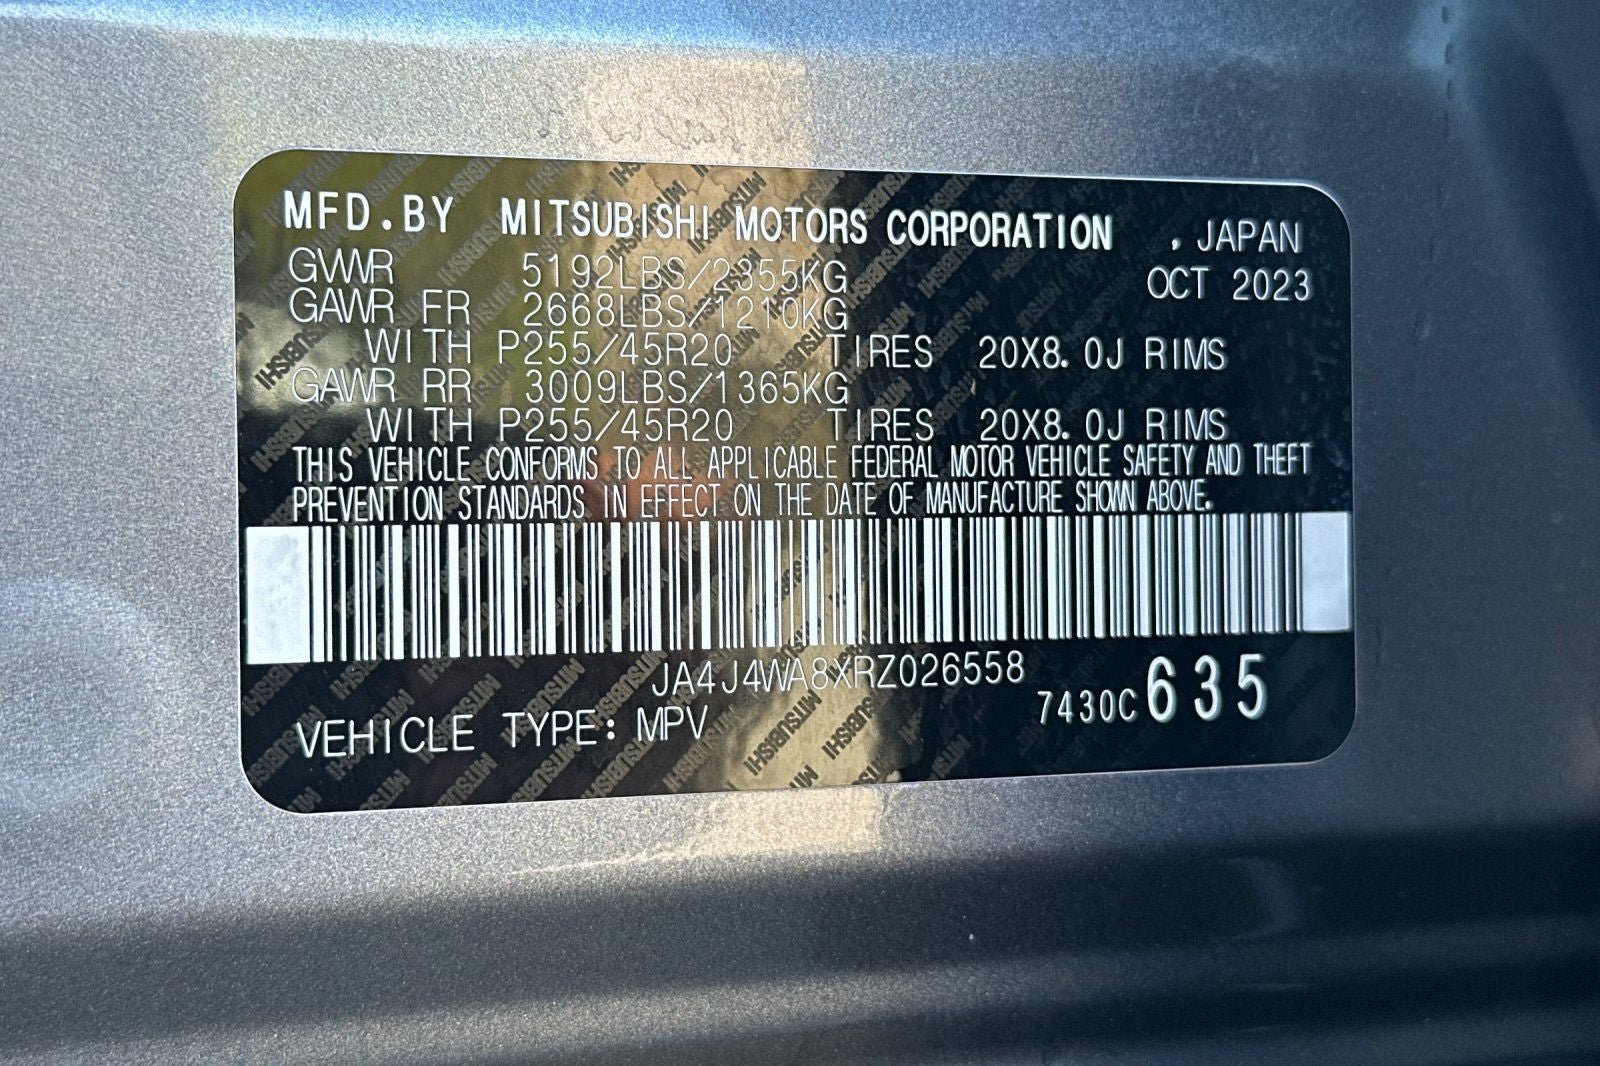 MFD.BY MITSUBISHI MOTORS CORPORATION , JAPAN
GVWR 5192LBS/2355KG OCT 2023
GAWR FR 2668LBS/1210KG
WITH P255/45R20 TIRES 20X8.0J RIMS
GAWR RR 3009LBS/1365KG
WITH P255/45R20 TIRES 20X8.0J RIMS
THIS VEHICLE CONFORMS TO ALL APPLICABLE FEDERAL MOTOR VEHICLE SAFETY AND THEFT
PREVENTION STANDARDS IN EFFECT ON THE DATE OF MANUFACTURE SHOWN ABOVE.
JA4J4WA8XRZ026558
7430C 635
VEHICLE TYPE: MPV